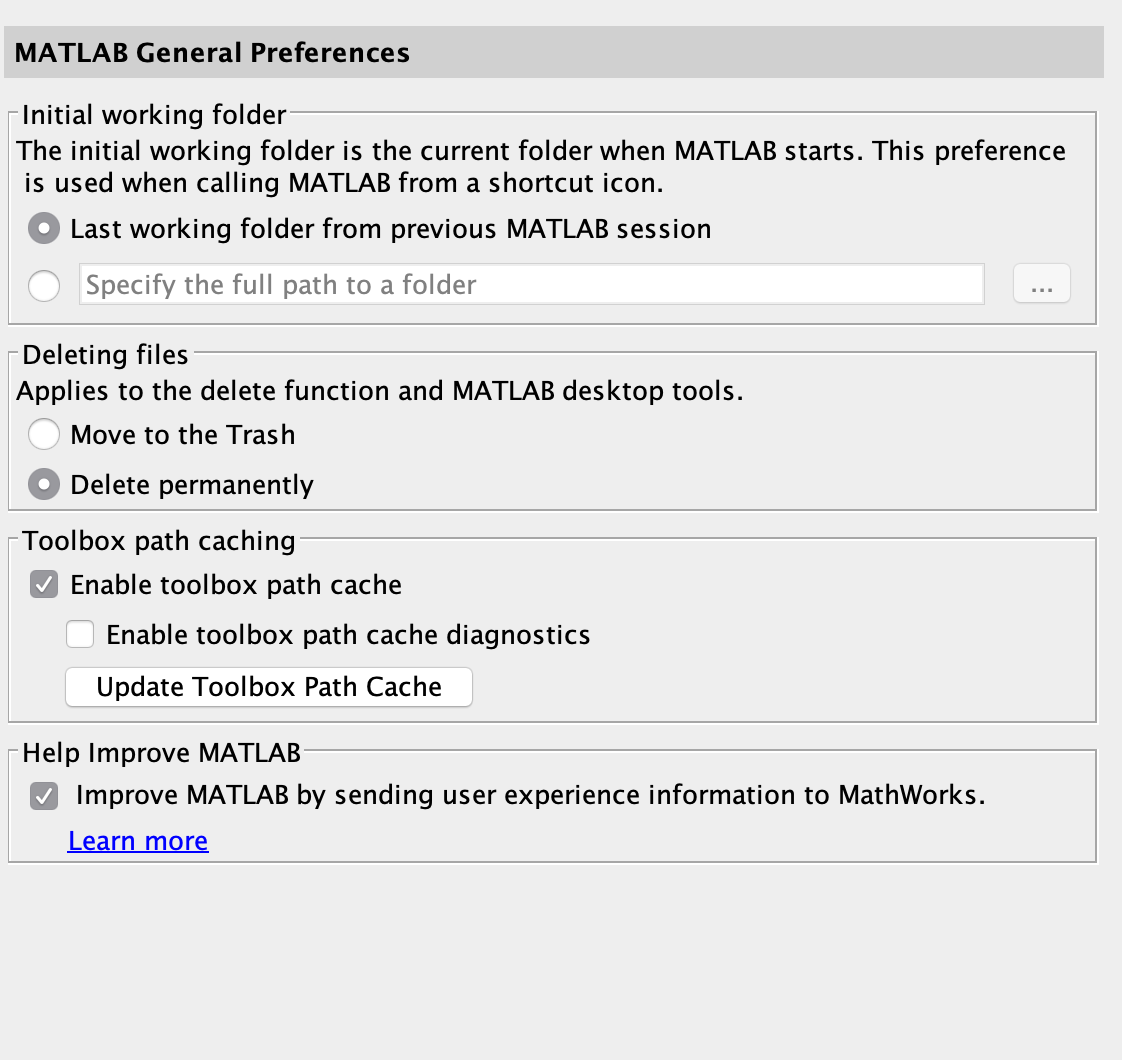 MATLAB General Preferences
Initial working folder
The initial working folder is the current folder when MATLAB starts. This preference
is used when calling MATLAB from a shortcut icon.
Last working folder from previous MATLAB session
Specify the full path to a folder
...
Deleting files
Applies to the delete function and MATLAB desktop tools.
Move to the Trash
Delete permanently
Toolbox path caching
Enable toolbox path cache
Enable toolbox path cache diagnostics
Update Toolbox Path Cache
Help Improve MATLAB
Improve MATLAB by sending user experience information to MathWorks.
Learn more